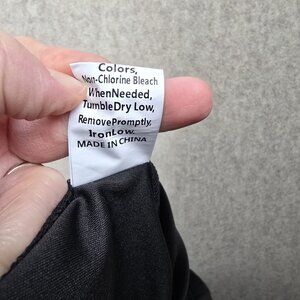 Colors,
Non-Chlorine Bleach
WhenNeeded,
TumbleDry Low,
RemovePromptly,
IronLow.
MADE IN CHINA